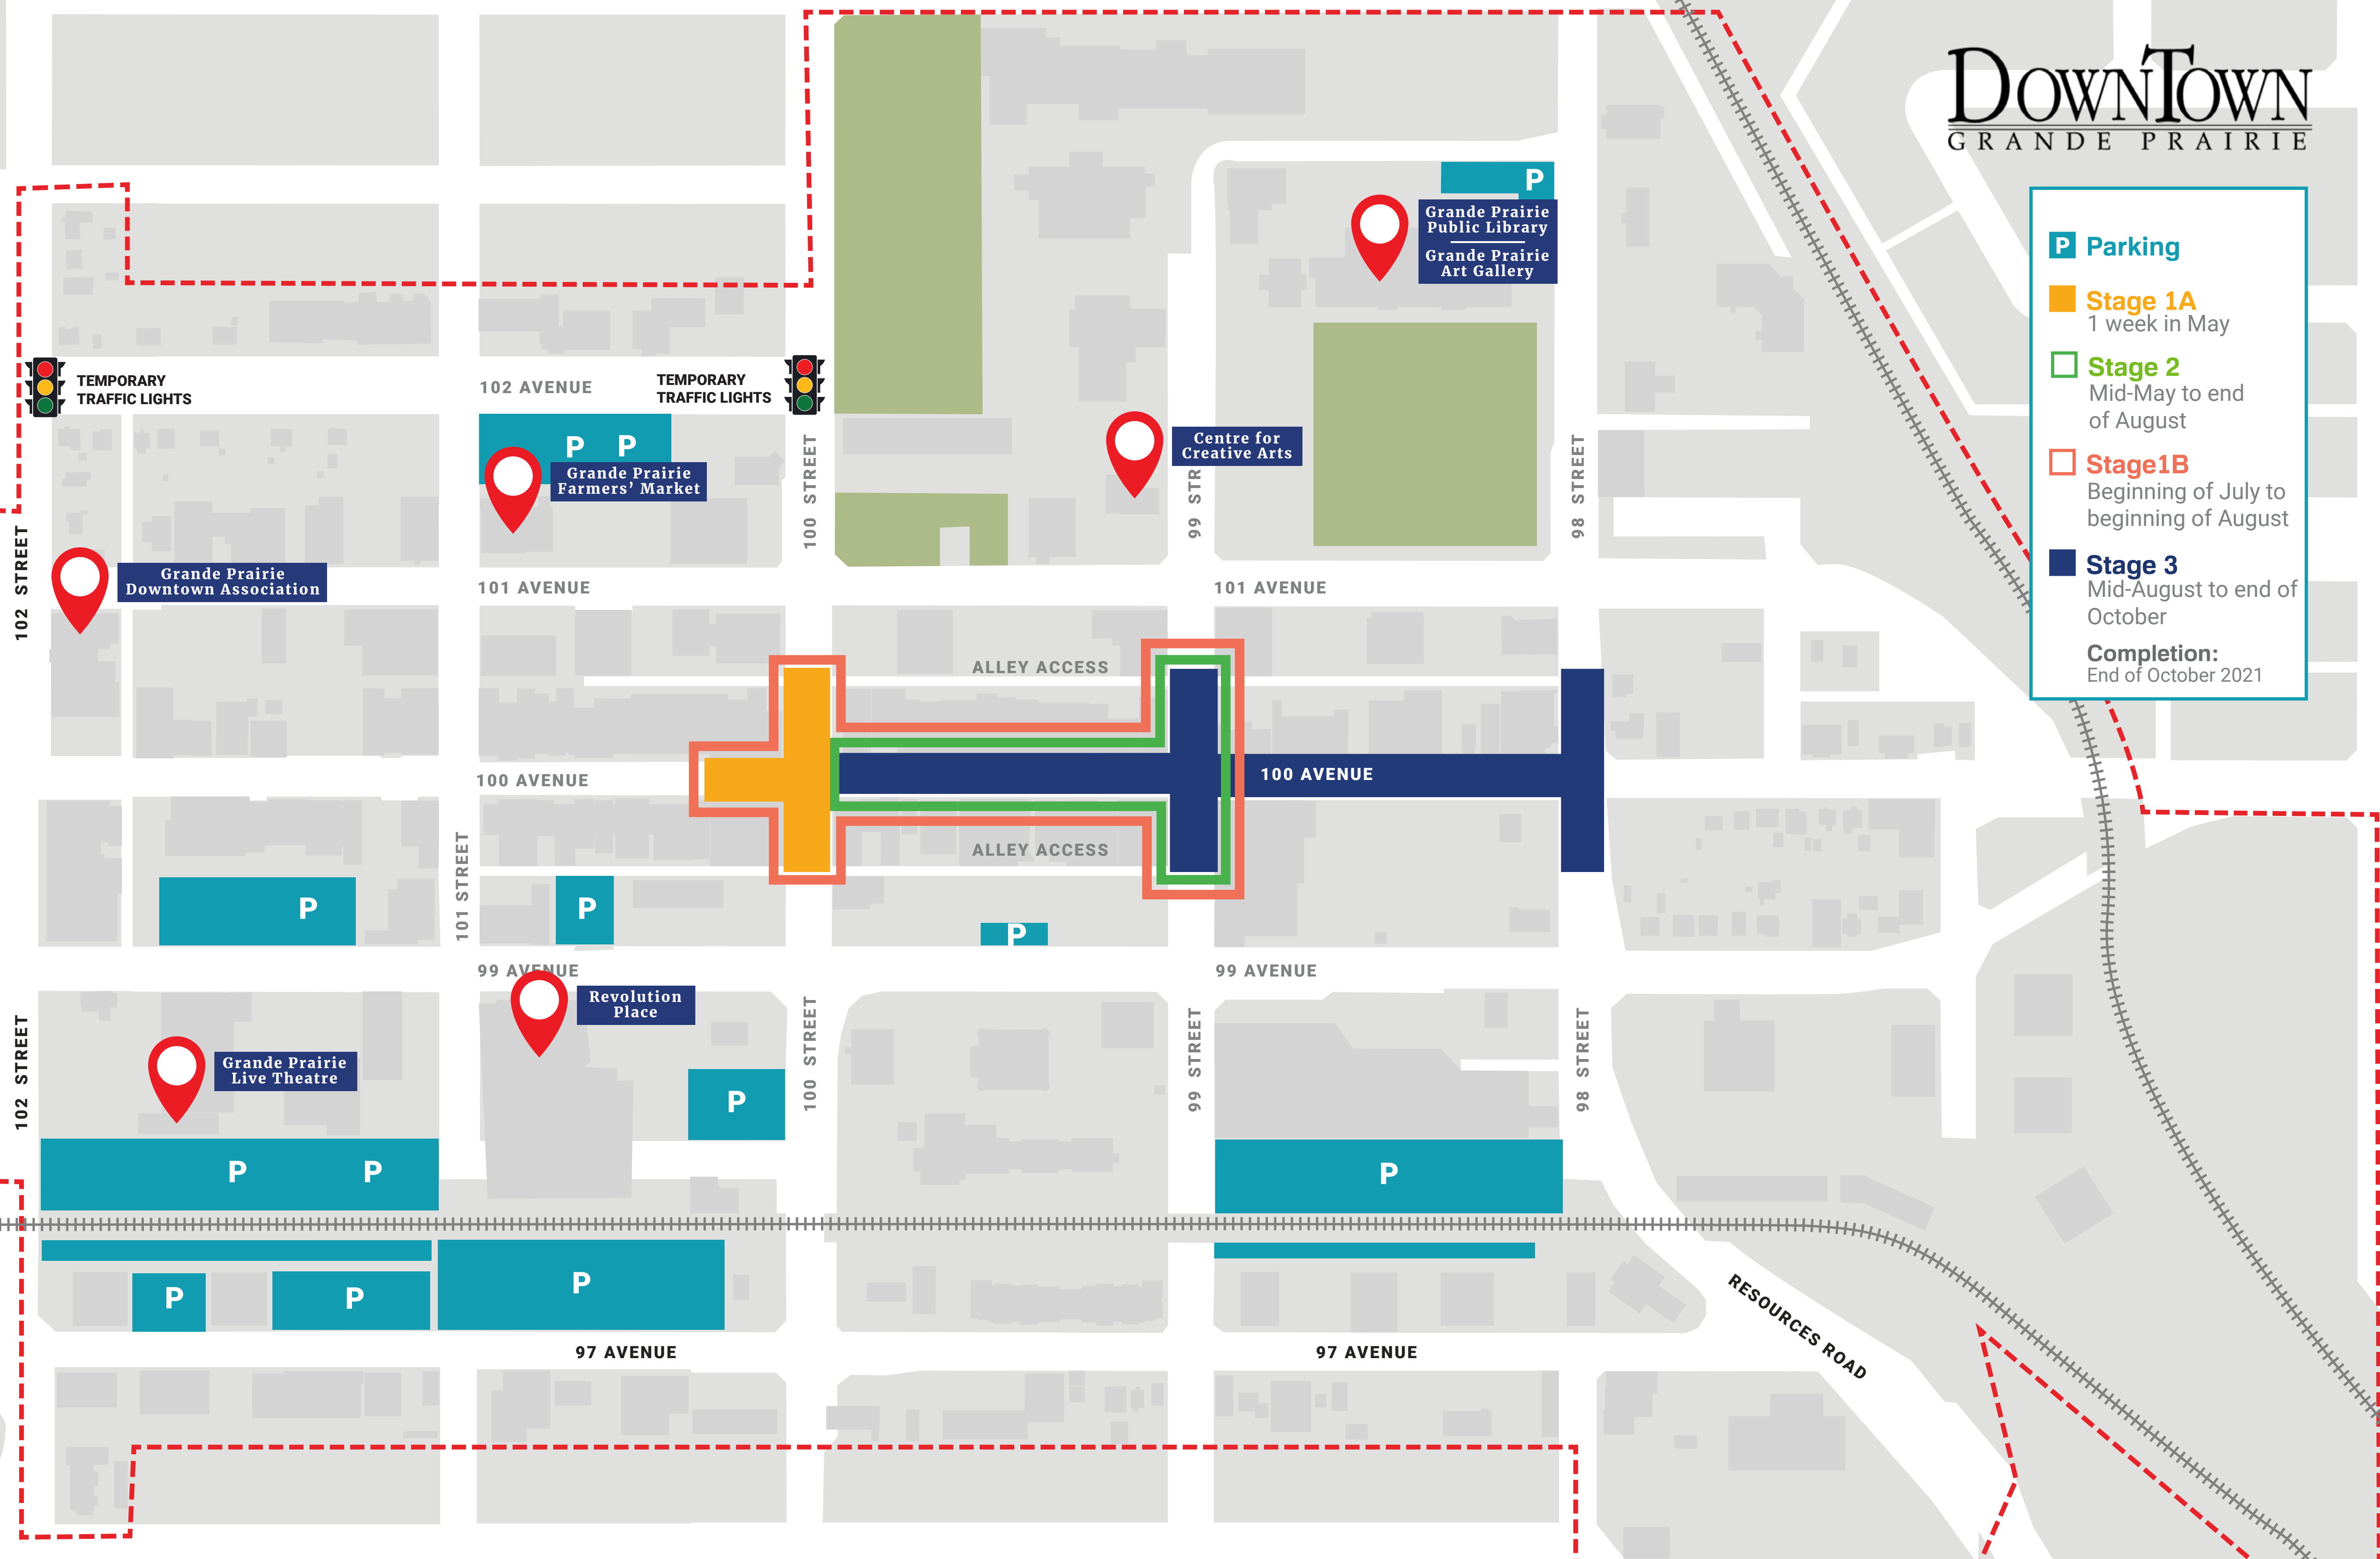 DOWNTOWN
GRANDE PRAIRIE
P Parking
Stage 1A
1 week in May
Stage 2
Mid-May to end
of August
Stage1B
Beginning of July to
beginning of August
Stage 3
Mid-August to end of
October
Completion:
End of October 2021
P
Grande Prairie
Public Library
Grande Prairie
Art Gallery
TEMPORARY
TRAFFIC LIGHTS
102 AVENUE
TEMPORARY
TRAFFIC LIGHTS
P P
Grande Prairie
Farmers' Market
100 STREET
Centre for
Creative Arts
99 STR
98 STREET
102 STREET
Grande Prairie
Downtown Association
101 AVENUE
101 AVENUE
ALLEY ACCESS
100 AVENUE
100 AVENUE
ALLEY ACCESS
101 STREET
P
P
P
99 AVENUE
99 AVENUE
Revolution
Place
102 STREET
Grande Prairie
Live Theatre
100 STREET
99 STREET
98 STREET
P
P P
P
P
P
P
RESOURCES ROAD
97 AVENUE
97 AVENUE